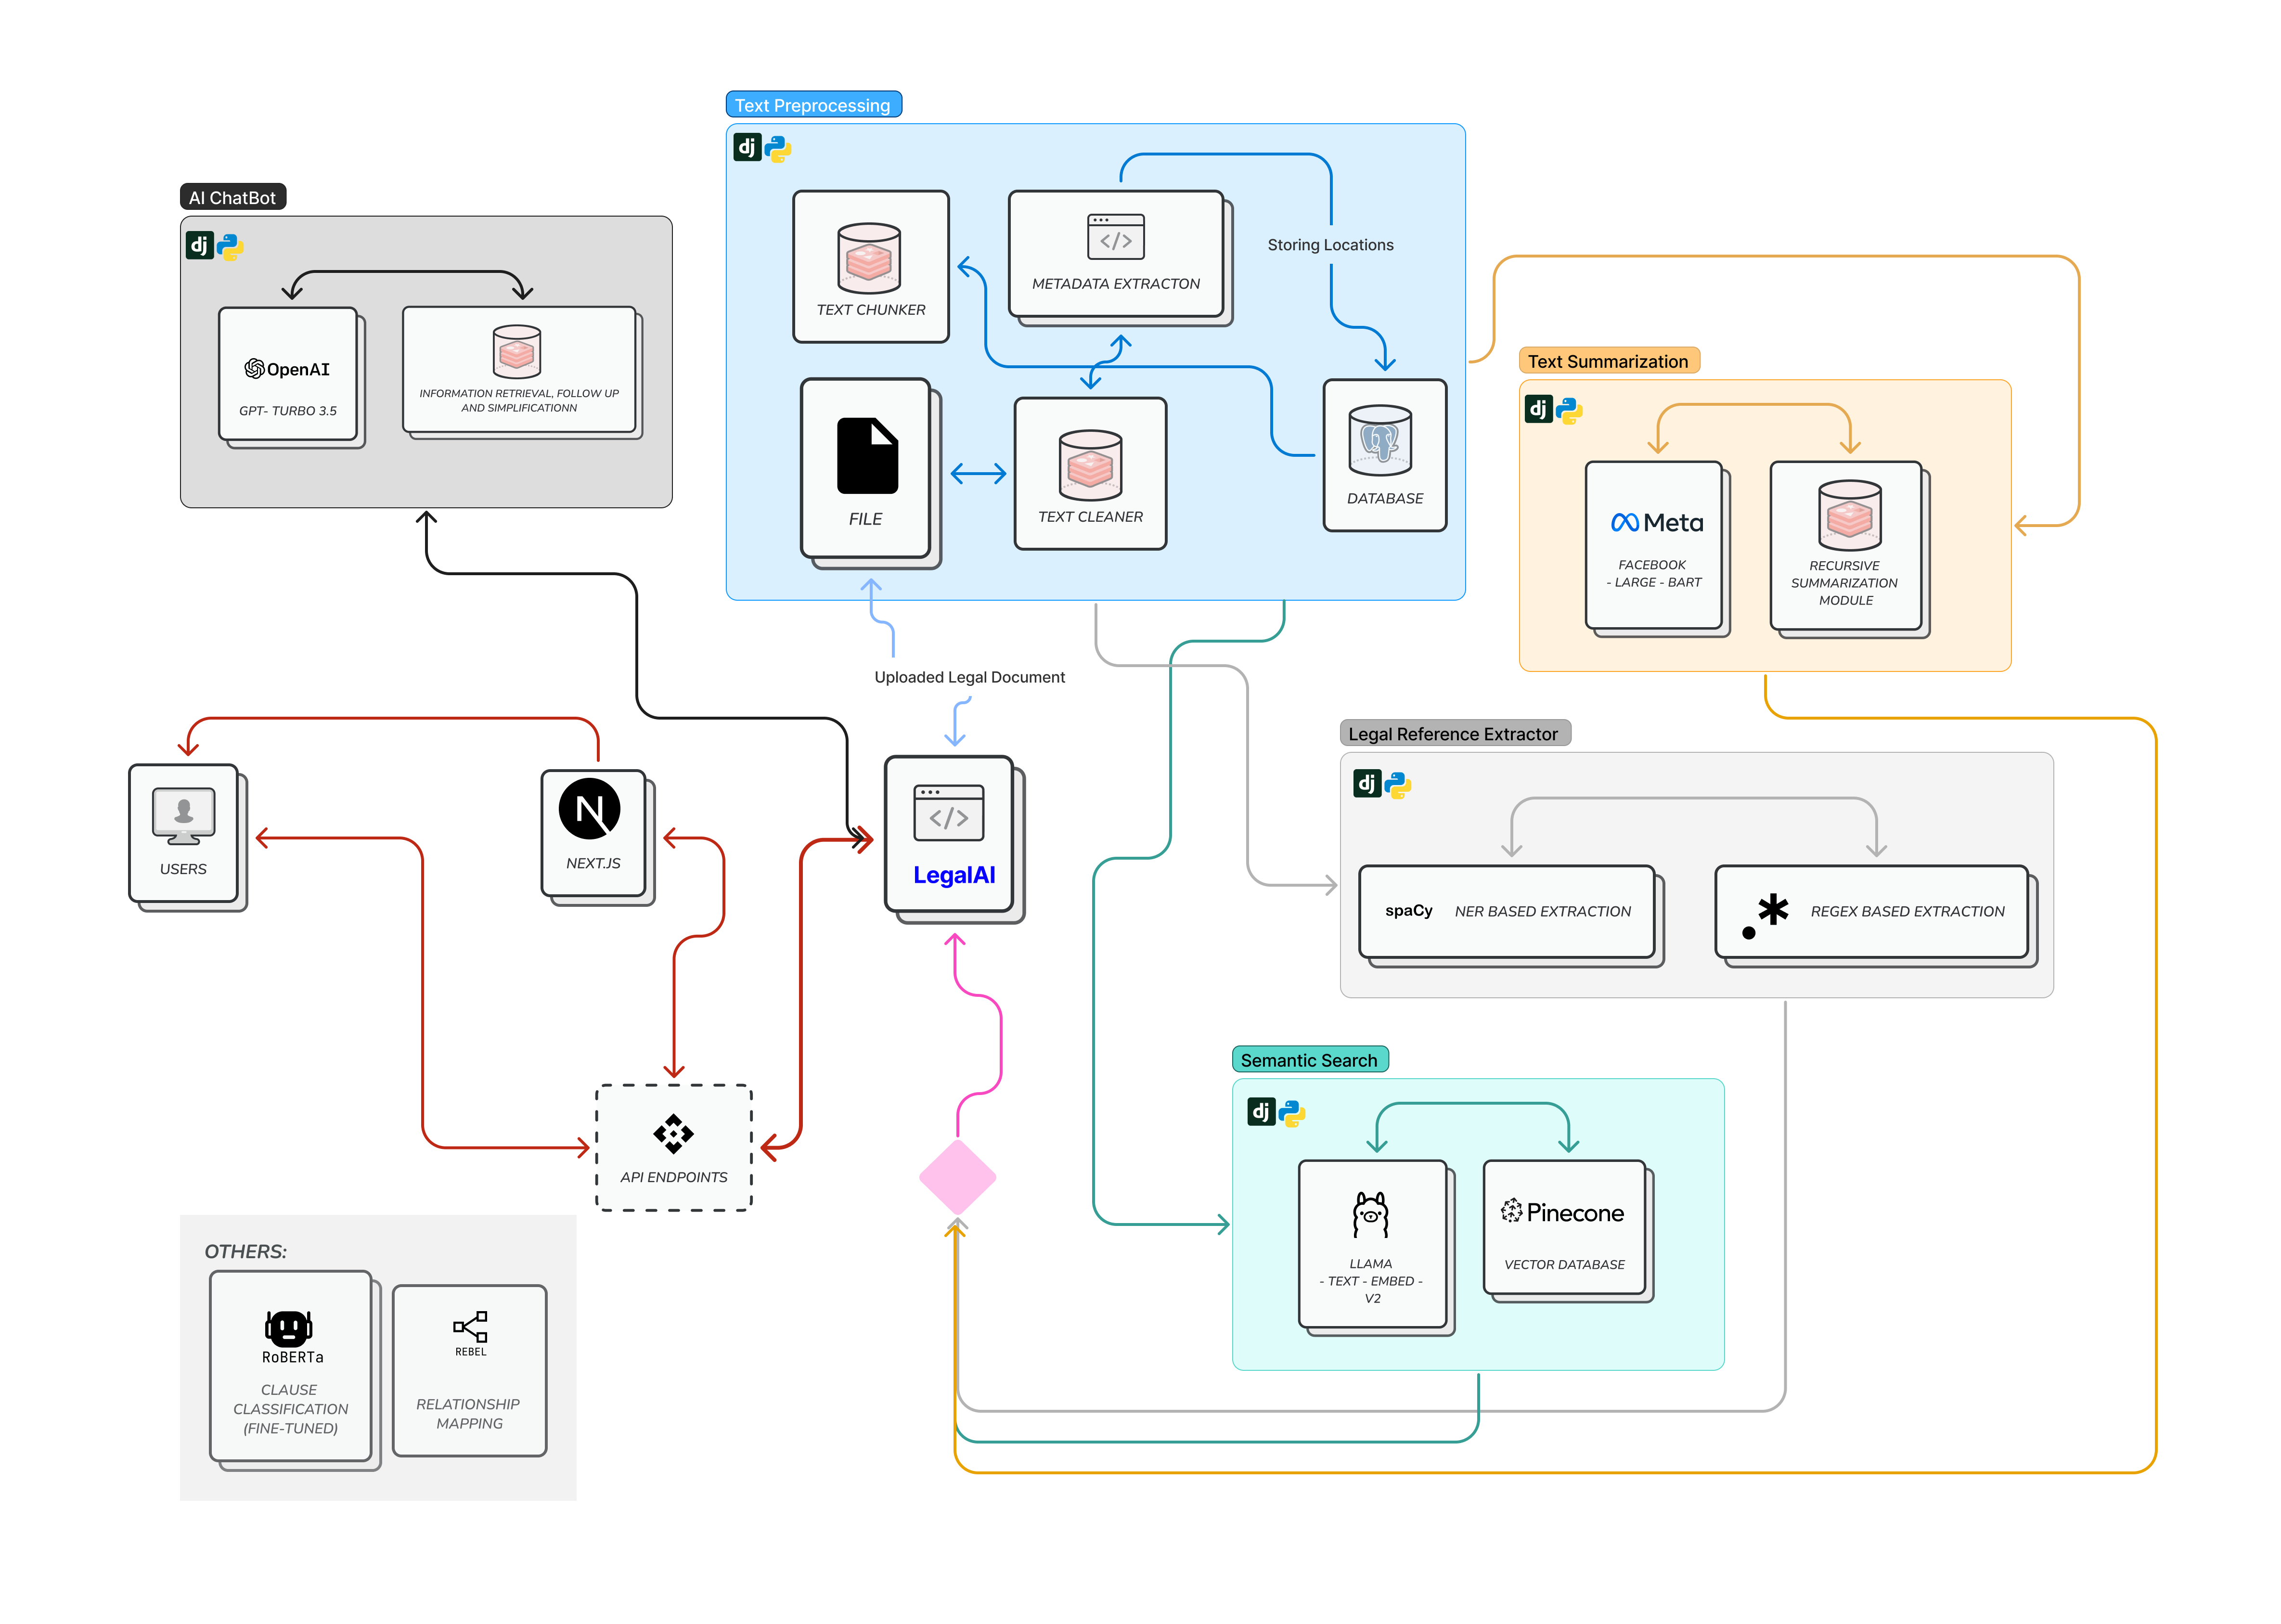 Text Preprocessing
dj
METADATA EXTRACTON
TEXT CHUNKER
Storing Locations
FILE
TEXT CLEANER
DATABASE
AI ChatBot
dj
OpenAI
GPT- TURBO 3.5
INFORMATION RETRIEVAL, FOLLOW UP
AND SIMPLIFICATIONN
Text Summarization
dj
Meta
FACEBOOK
- LARGE - BART
RECURSIVE
SUMMARIZATION
MODULE
Uploaded Legal Document
USERS
N
NEXT.JS
</>
LegalAI
Legal Reference Extractor
dj
spaCy
NER BASED EXTRACTION
.*
REGEX BASED EXTRACTION
API ENDPOINTS
Semantic Search
dj
LLAMA
- TEXT - EMBED -
V2
Pinecone
VECTOR DATABASE
OTHERS:
RoBERTa
CLAUSE
CLASSIFICATION
(FINE-TUNED)
REBEL
RELATIONSHIP
MAPPING